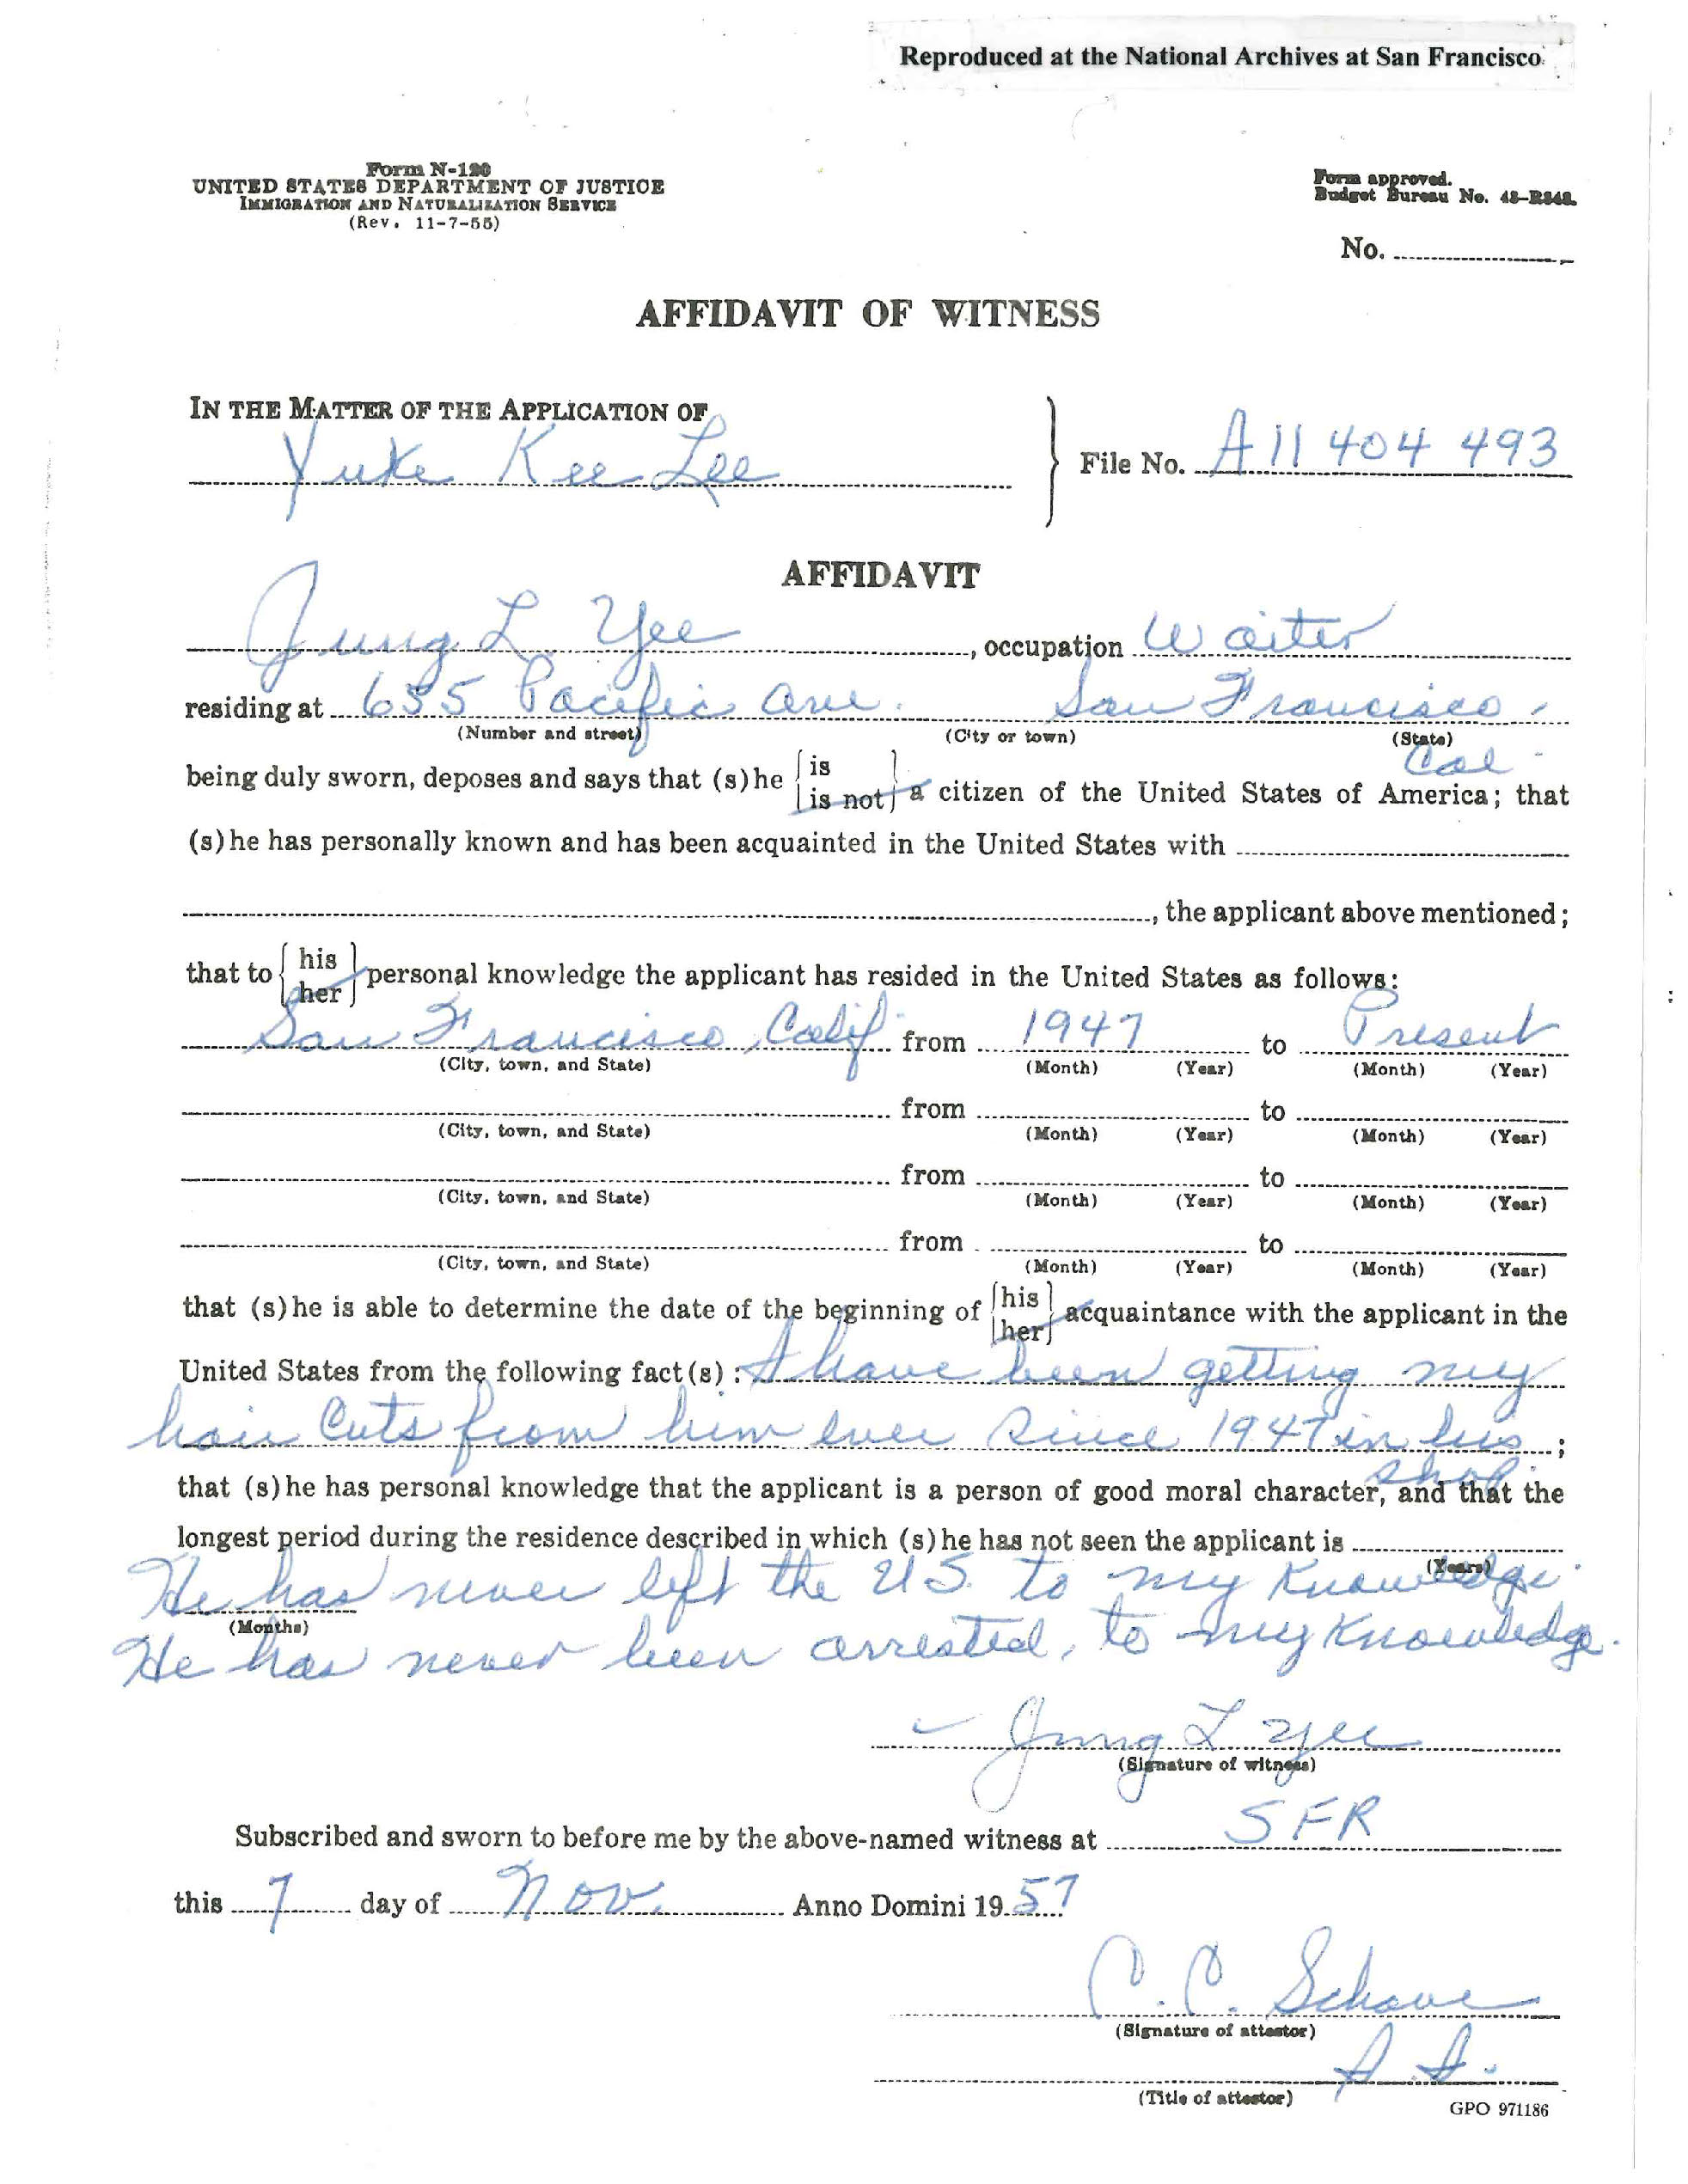 Reproduced at the National Archives at San Francisco
Form N-120
UNITED STATES DEPARTMENT OF JUSTICE
IMMIGRATION AND NATURALIZATION SERVICE
(Rev. 11-7-55)
Form approved.
Budget Bureau No. 43-R343.
No.
AFFIDAVIT OF WITNESS
IN THE MATTER OF THE APPLICATION OF
Yuke Kee Lee
File No. A11 404 493
AFFIDAVIT
Jung L Yee, occupation Waiter
residing at 635 Pacific Ave. San Francisco,
(Number and street) (City or town) (State)
Cal
being duly sworn, deposes and says that (s)he {is / is not} a citizen of the United States of America; that
(s)he has personally known and has been acquainted in the United States with
, the applicant above mentioned;
that to {his / her} personal knowledge the applicant has resided in the United States as follows:
San Francisco, Calif. from 1947 to Present
(City, town, and State) (Month) (Year) (Month) (Year)
from to
(City, town, and State) (Month) (Year) (Month) (Year)
from to
(City, town, and State) (Month) (Year) (Month) (Year)
from to
(City, town, and State) (Month) (Year) (Month) (Year)
that (s)he is able to determine the date of the beginning of {his / her} acquaintance with the applicant in the
United States from the following fact(s): I have been getting my
hair cuts from him ever since 1947 in his;
shop.
that (s)he has personal knowledge that the applicant is a person of good moral character, and that the
longest period during the residence described in which (s)he has not seen the applicant is
(Years)
He has never left the U.S. to my Knowledge.
(Months)
He has never been arrested, to my Knowledge.
Jung L Yee
(Signature of witness)
Subscribed and sworn to before me by the above-named witness at SFR
this 7 day of Nov. Anno Domini 1957
C. C. Schave
(Signature of attestor)
(Title of attestor)
GPO 971186